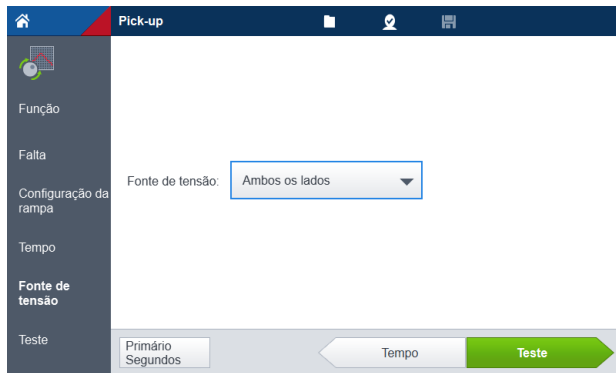 Pick-up
Função
Falta
Configuração da
rampa
Tempo
Fonte de
tensão
Teste
Fonte de tensão:
Ambos os lados
Primário
Segundos
Tempo
Teste